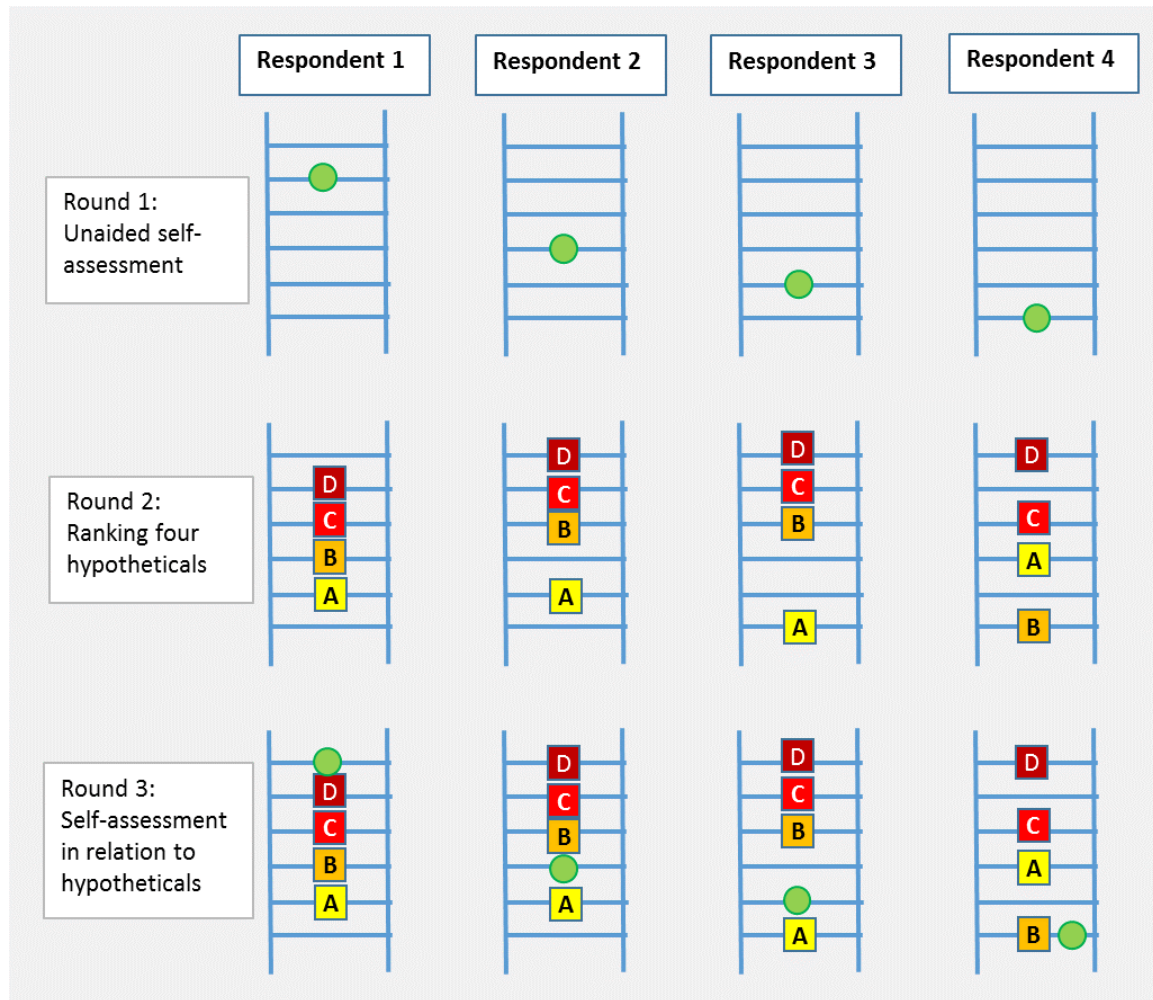 Respondent 1
Respondent 2
Respondent 3
Respondent 4
Round 1:
Unaided self-
assessment
Round 2:
Ranking four
hypotheticals
D
C
B
A
D
C
B
A
D
C
B
A
D
C
A
B
Round 3:
Self-assessment
in relation to
hypotheticals
D
C
B
A
D
C
B
A
D
C
B
A
D
C
A
B